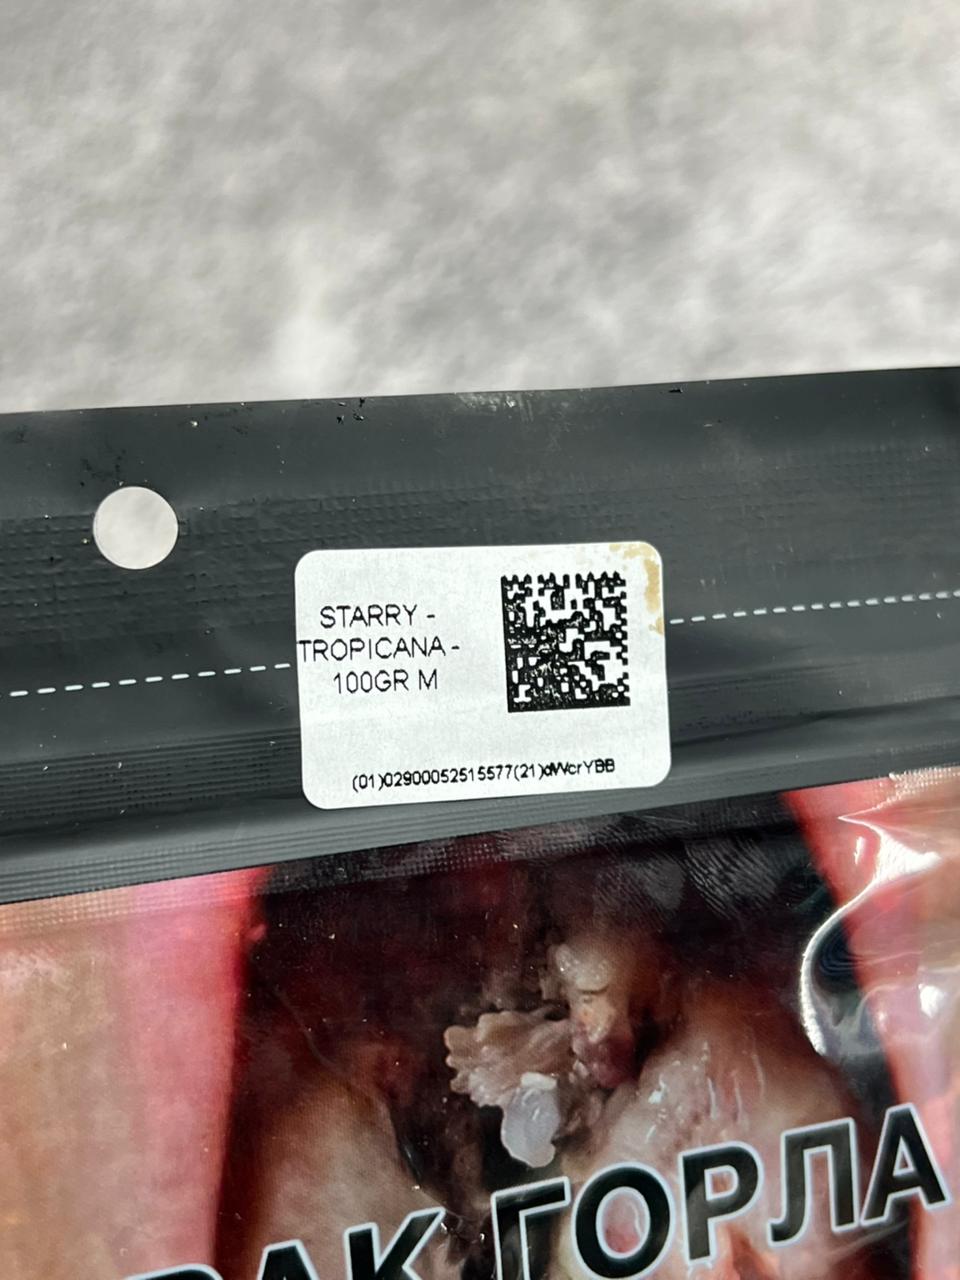 STARRY -
TROPICANA -
100GR M
(01)02900052515577(21)dWcrYBB
РАК ГОРЛА